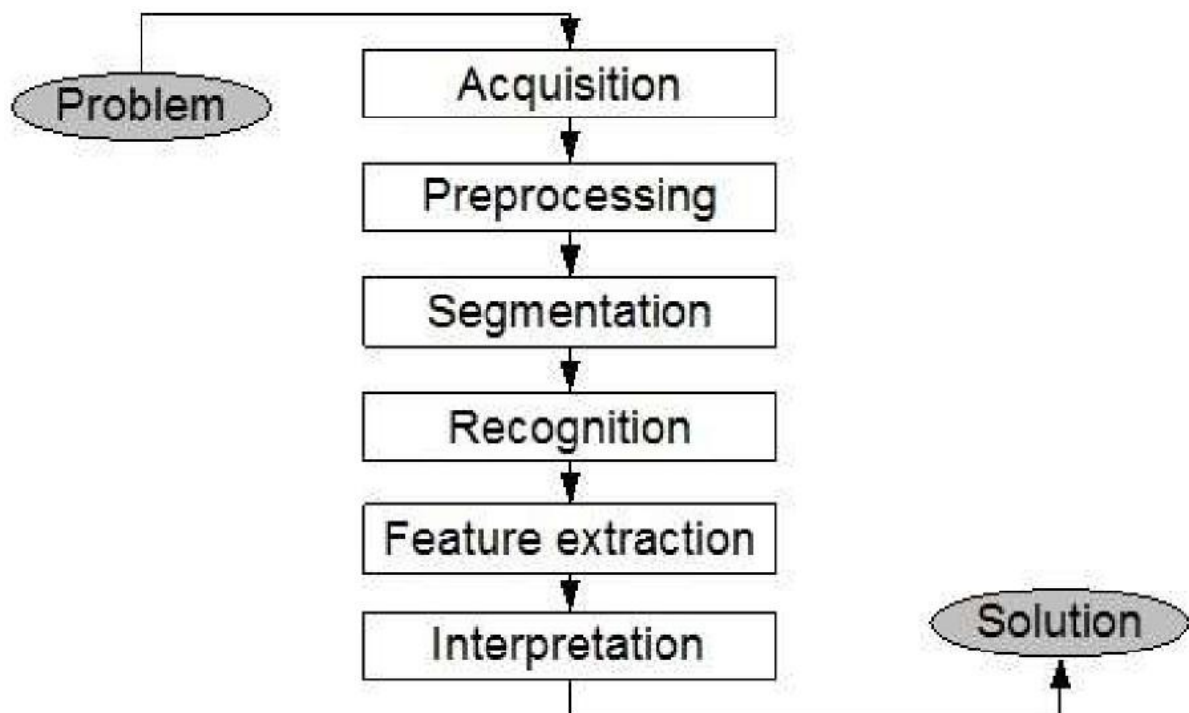 Problem
Acquisition
Preprocessing
Segmentation
Recognition
Feature extraction
Interpretation
Solution